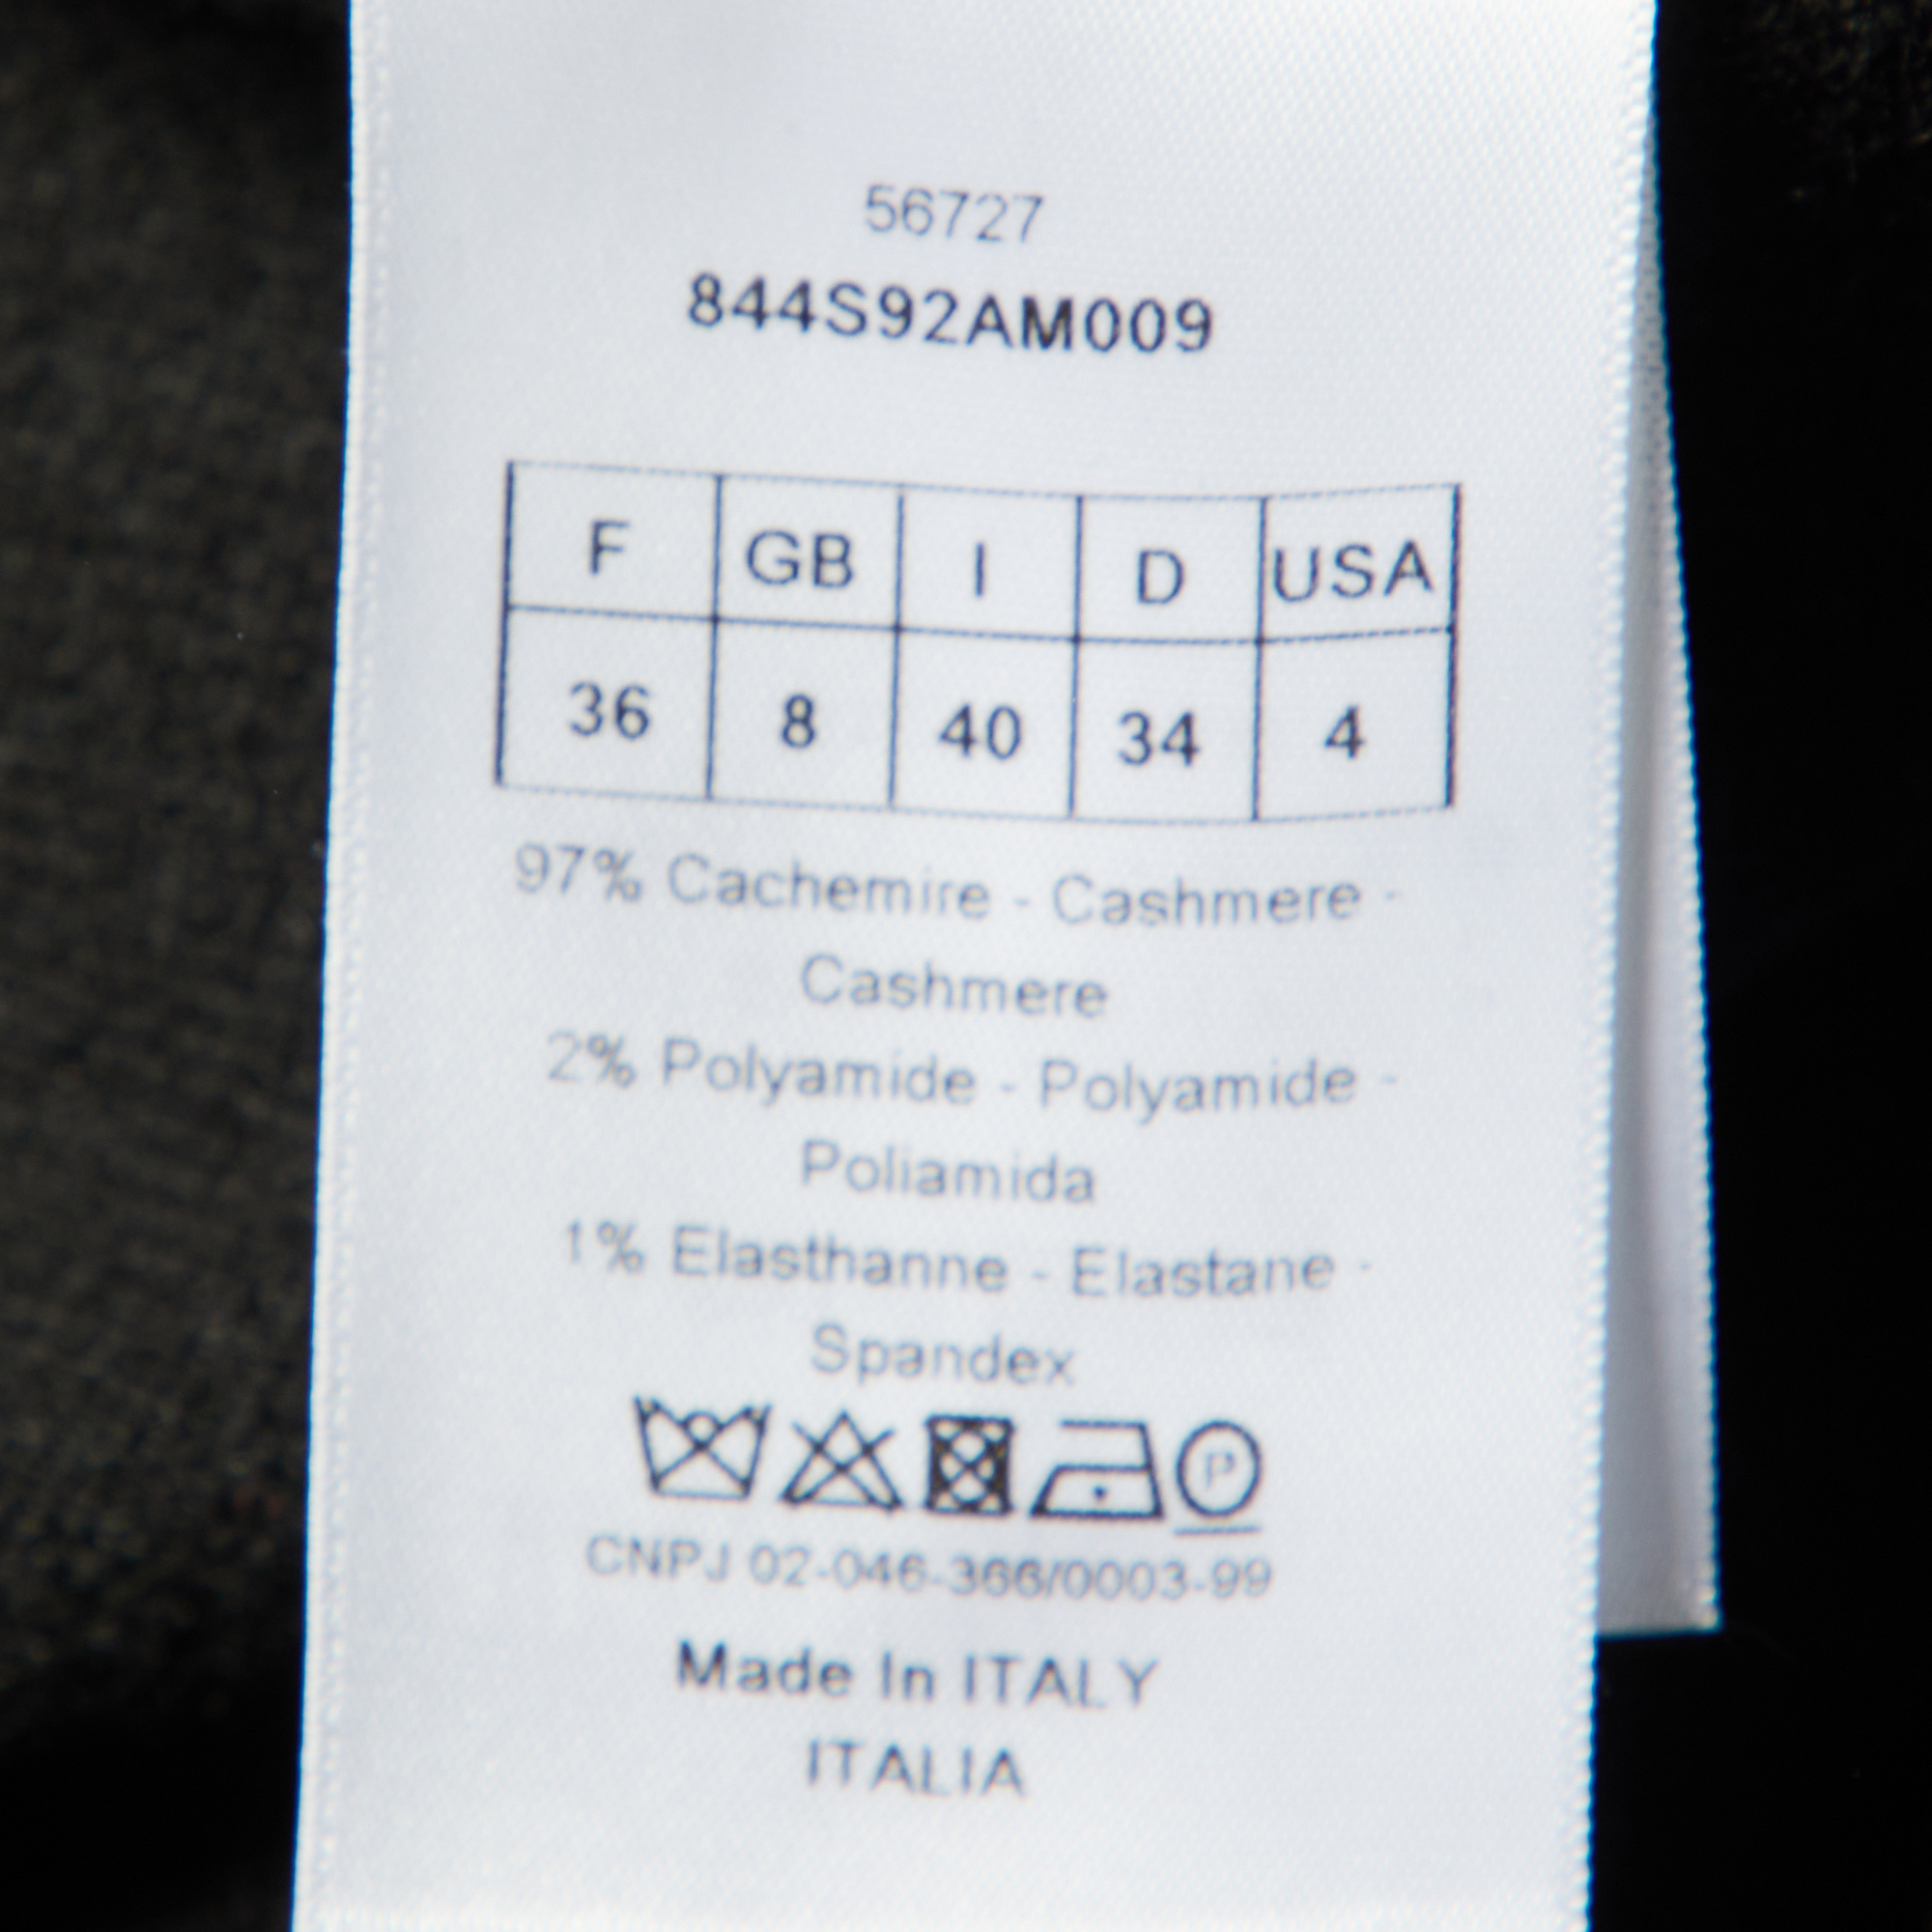 56727
844S92AM009
F GB I D USA
36 8 40 34 4
97% Cachemire - Cashmere -
Cashmere
2% Polyamide - Polyamide -
Poliamida
1% Elasthanne - Elastane -
Spandex
P
CNPJ 02-046-366/0003-99
Made In ITALY
ITALIA